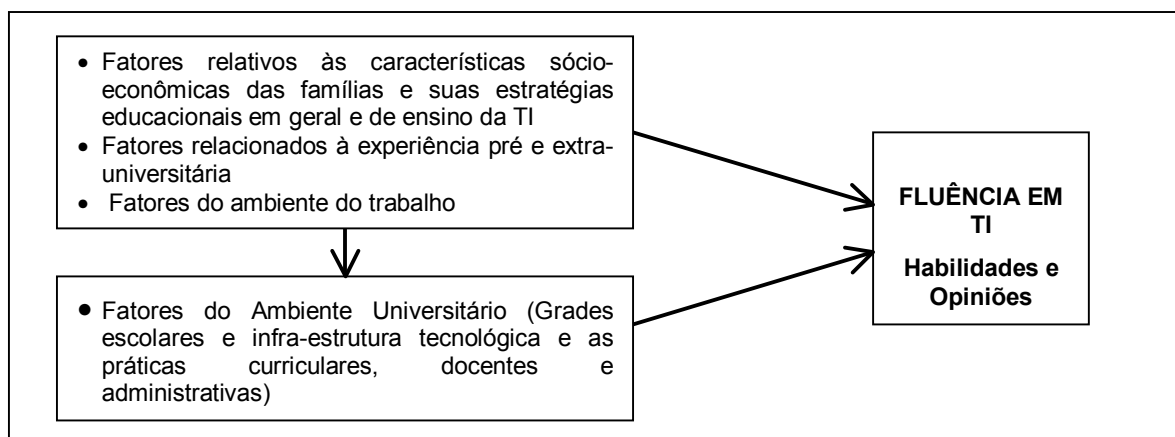 • Fatores relativos às características sócio-
econômicas das famílias e suas estratégias
educacionais em geral e de ensino da TI
• Fatores relacionados à experiência pré e extra-
universitária
• Fatores do ambiente do trabalho
• Fatores do Ambiente Universitário (Grades
escolares e infra-estrutura tecnológica e as
práticas curriculares, docentes e
administrativas)
FLUÊNCIA EM
TI
Habilidades e
Opiniões